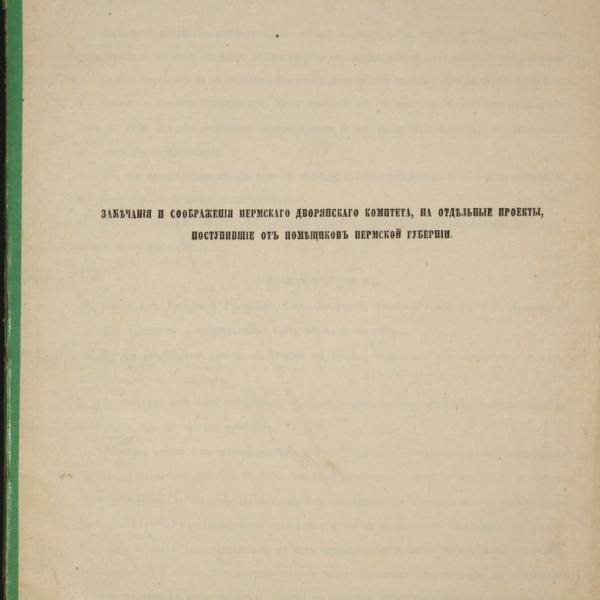 ЗАМѢЧАНІЯ И СООБРАЖЕНІЯ ПЕРМСКАГО ДВОРЯНСКАГО КОМИТЕТА, НА ОТДѢЛЬНЫЕ ПРОЕКТЫ,
ПОСТУПИВШІЕ ОТЪ ПОМѢЩИКОВЪ ПЕРМСКОЙ ГУБЕРНІИ.